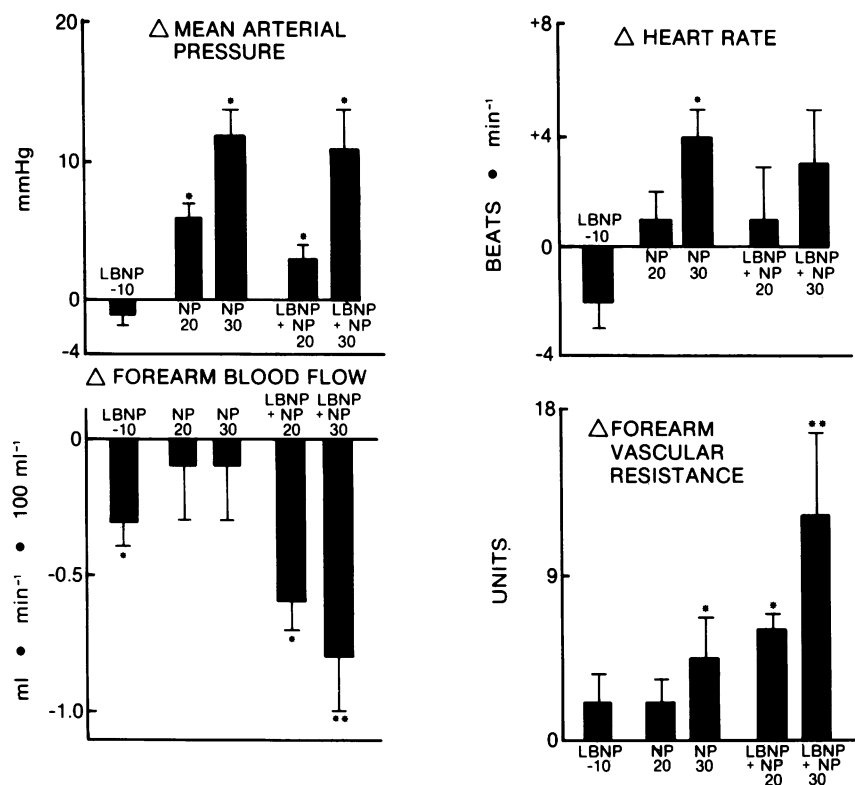 △ MEAN ARTERIAL
PRESSURE
20
10
0
-4
mmHg
*
*
*
*
LBNP
-10
NP
20
NP
30
LBNP
+ NP
20
LBNP
+ NP
30
△ HEART RATE
+8
+4
0
-4
BEATS • min⁻¹
*
LBNP
-10
NP
20
NP
30
LBNP
+ NP
20
LBNP
+ NP
30
△ FOREARM BLOOD FLOW
0
-0.5
-1.0
ml • min⁻¹ • 100 ml⁻¹
LBNP
-10
NP
20
NP
30
LBNP
+ NP
20
LBNP
+ NP
30
*
*
**
△ FOREARM
VASCULAR
RESISTANCE
18
9
0
UNITS
*
*
**
LBNP
-10
NP
20
NP
30
LBNP
+ NP
20
LBNP
+ NP
30